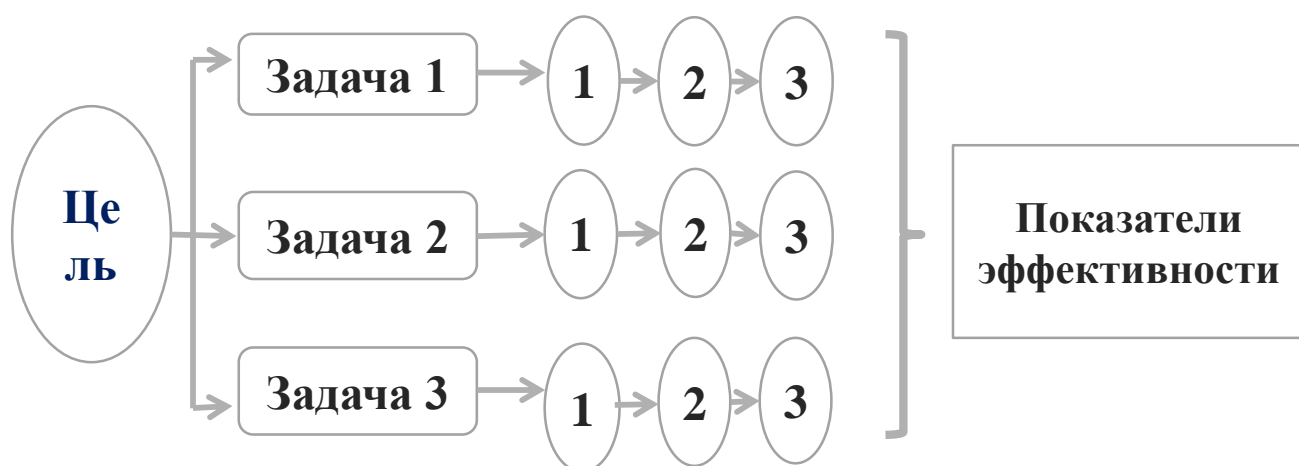 Це
ль
Задача 1
1
2
3
Задача 2
1
2
3
Задача 3
1
2
3
Показатели
эффективности